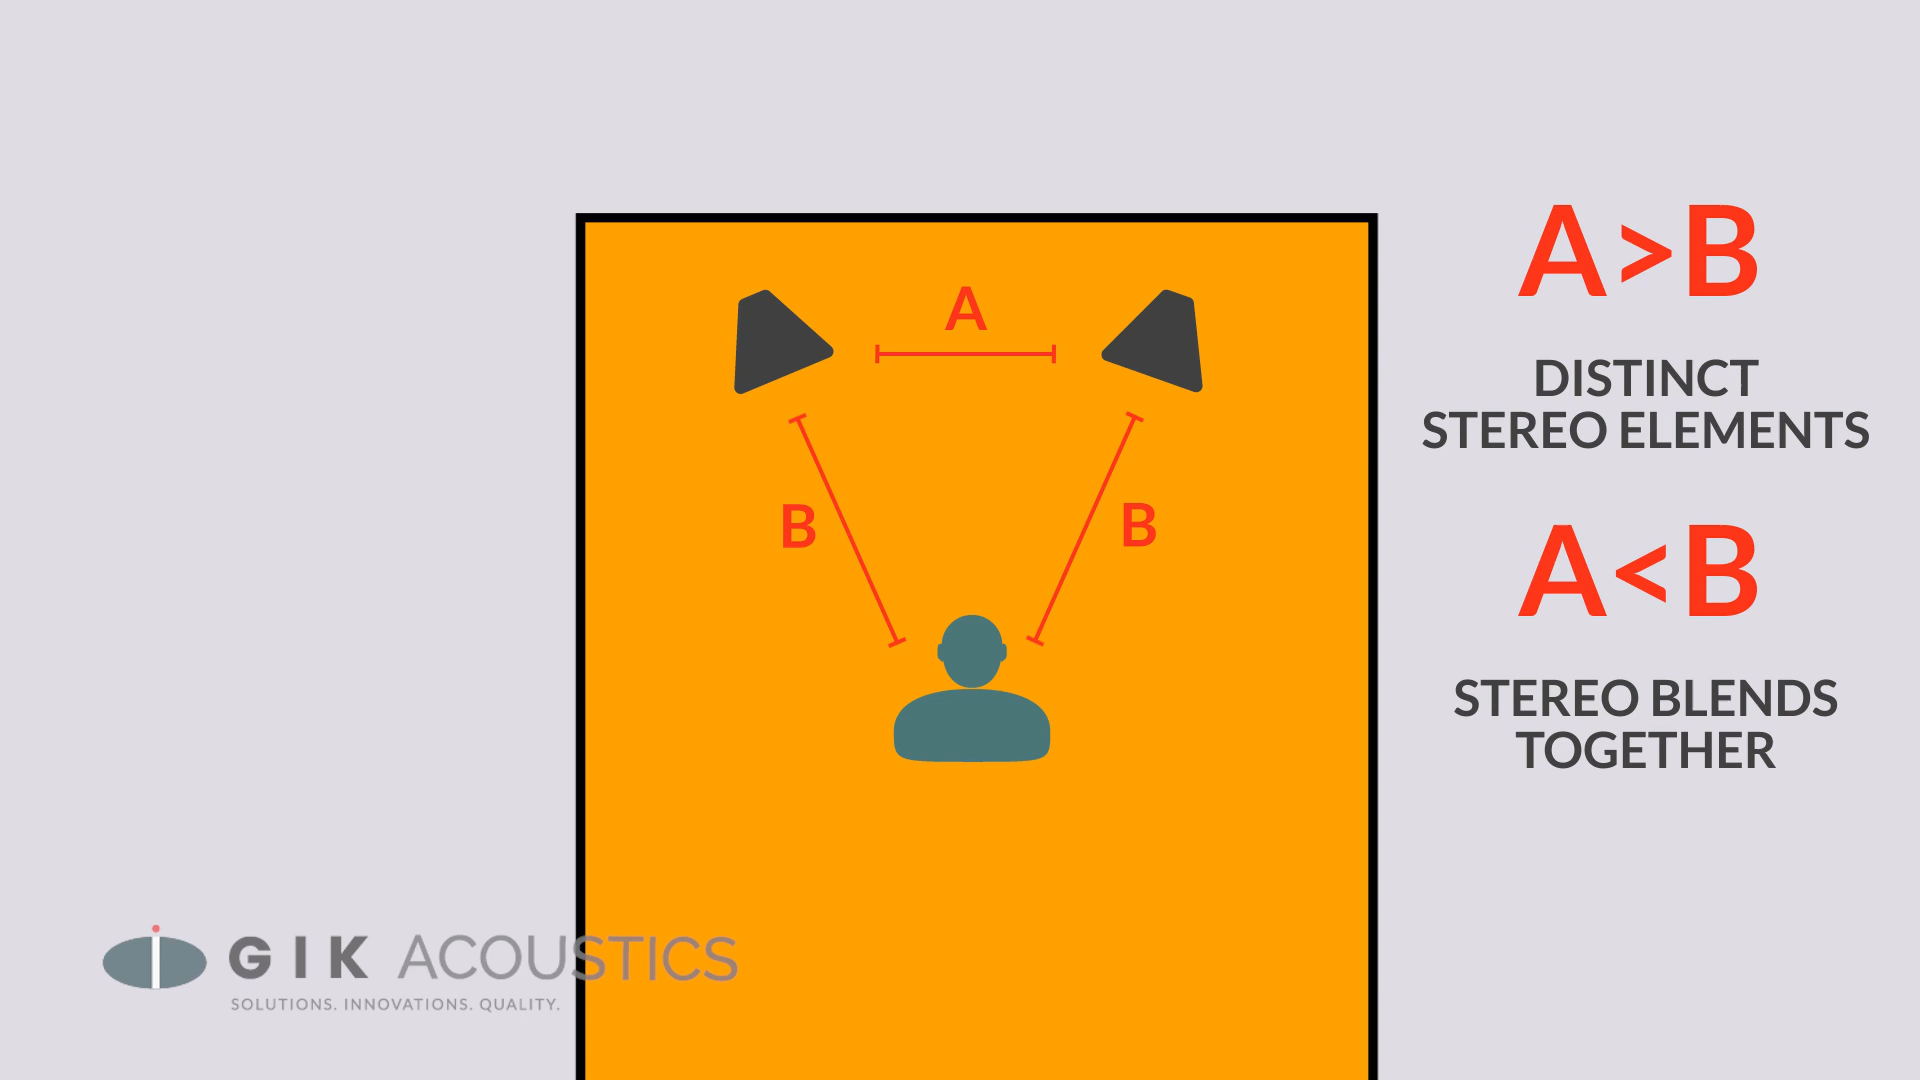 A
B
B
A>B
DISTINCT
STEREO ELEMENTS
A<B
STEREO BLENDS
TOGETHER
GIK ACOUSTICS
SOLUTIONS. INNOVATIONS. QUALITY.